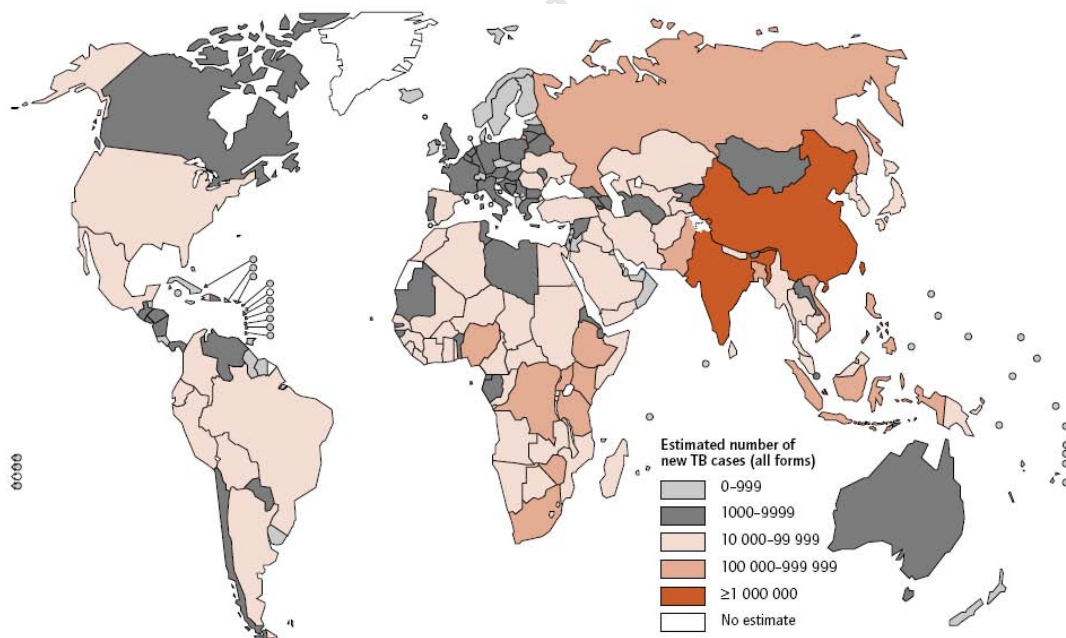 Estimated number of
new TB cases (all forms)
0–999
1000–9999
10 000–99 999
100 000–999 999
≥1 000 000
No estimate